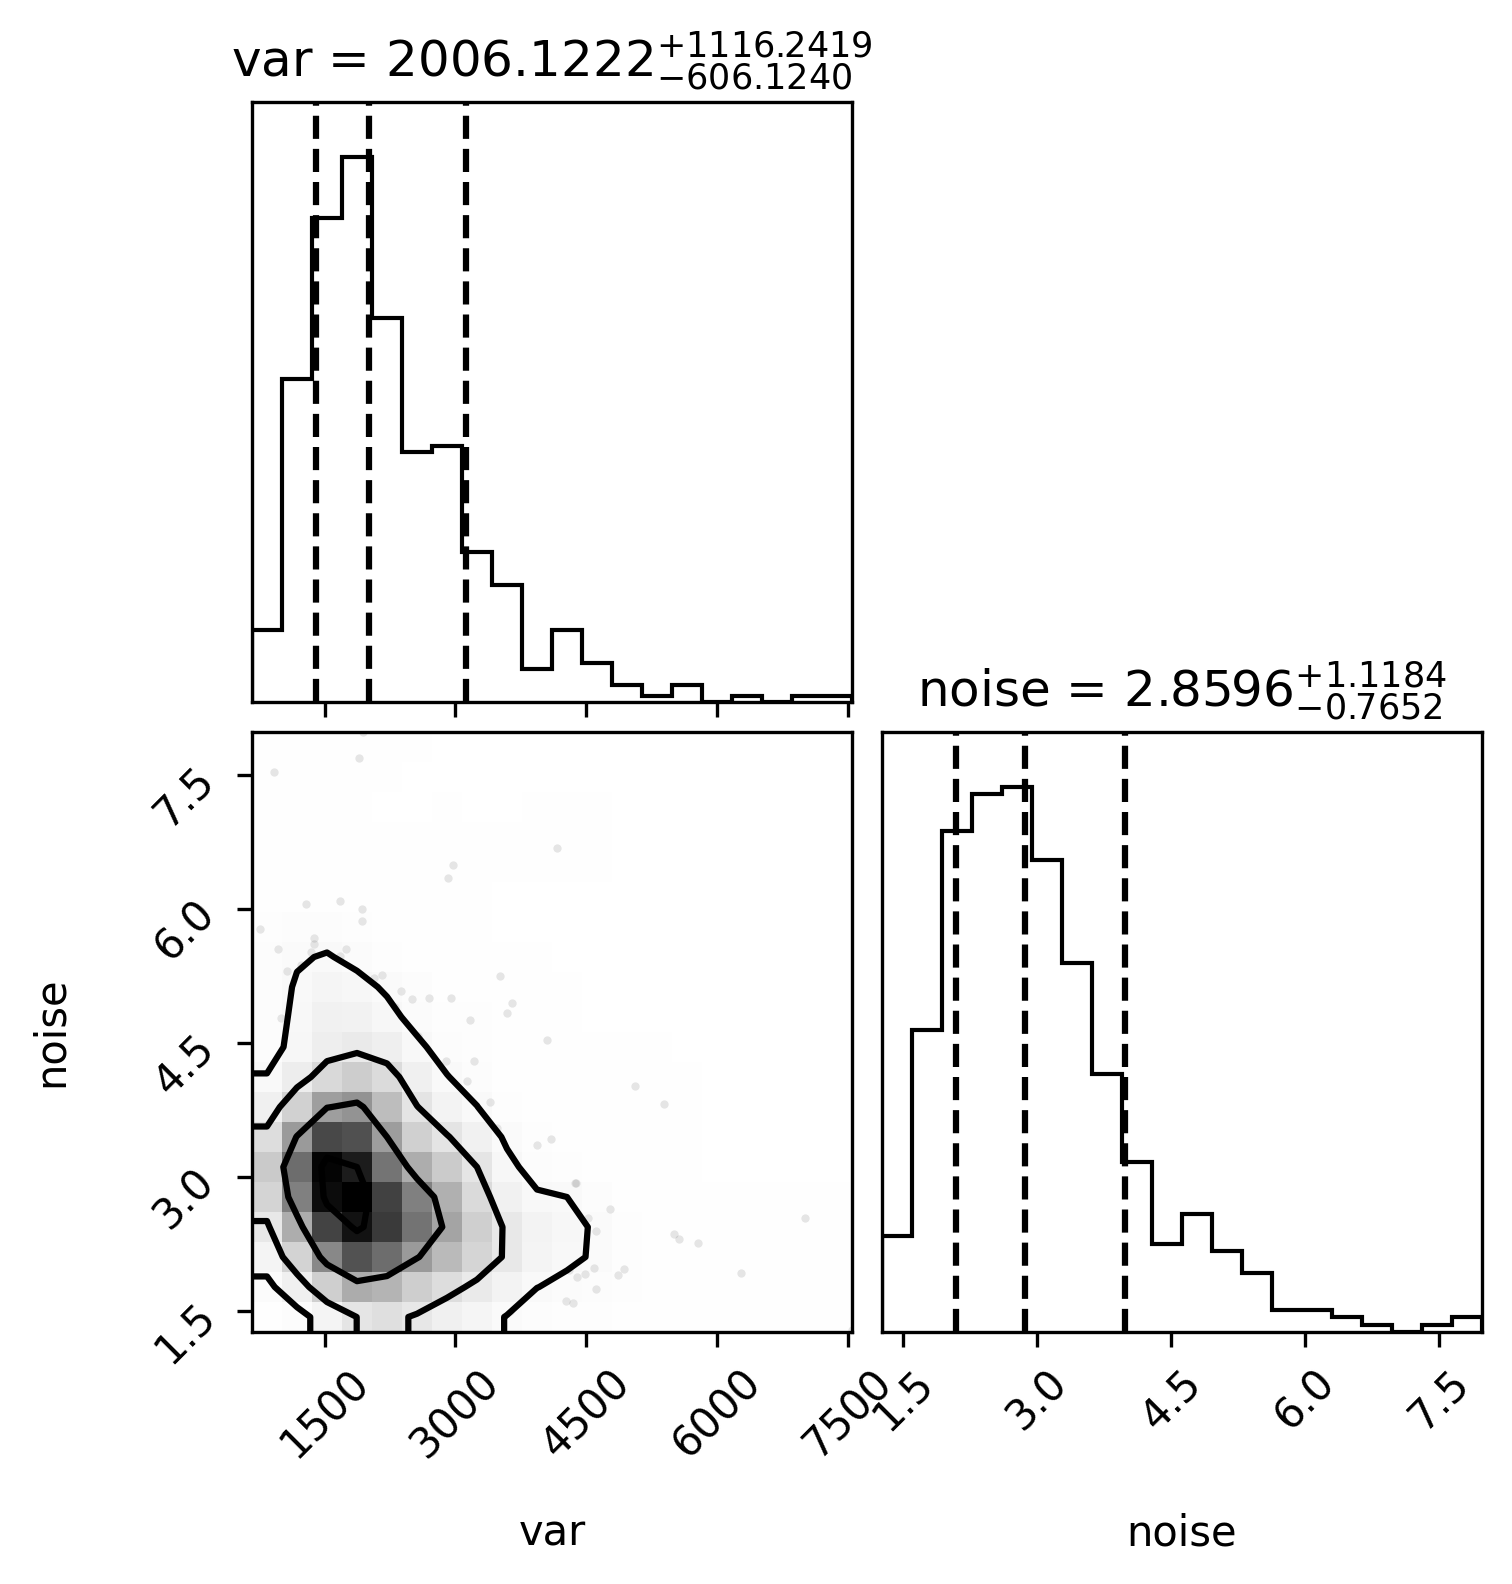 var = 2006.1222 +1116.2419 −606.1240
noise = 2.8596 +1.1184 −0.7652
7.5
6.0
4.5
3.0
1.5
noise
1500 3000 4500 6000 7500 1.5 3.0 4.5 6.0 7.5
var noise